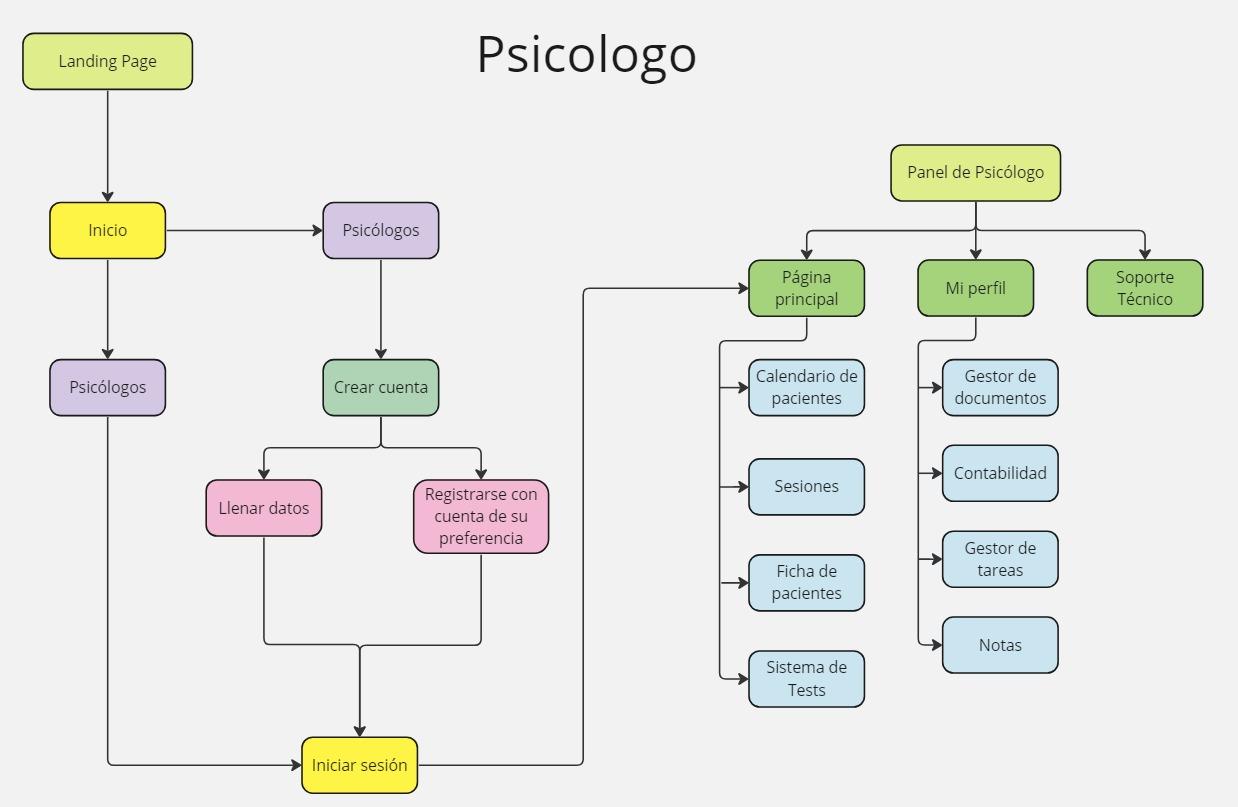 Psicologo
Landing Page
Inicio
Psicólogos
Psicólogos
Crear cuenta
Llenar datos
Registrarse con
cuenta de su
preferencia
Iniciar sesión
Panel de Psicólogo
Página
principal
Mi perfil
Soporte
Técnico
Calendario de
pacientes
Sesiones
Ficha de
pacientes
Sistema de
Tests
Gestor de
documentos
Contabilidad
Gestor de
tareas
Notas